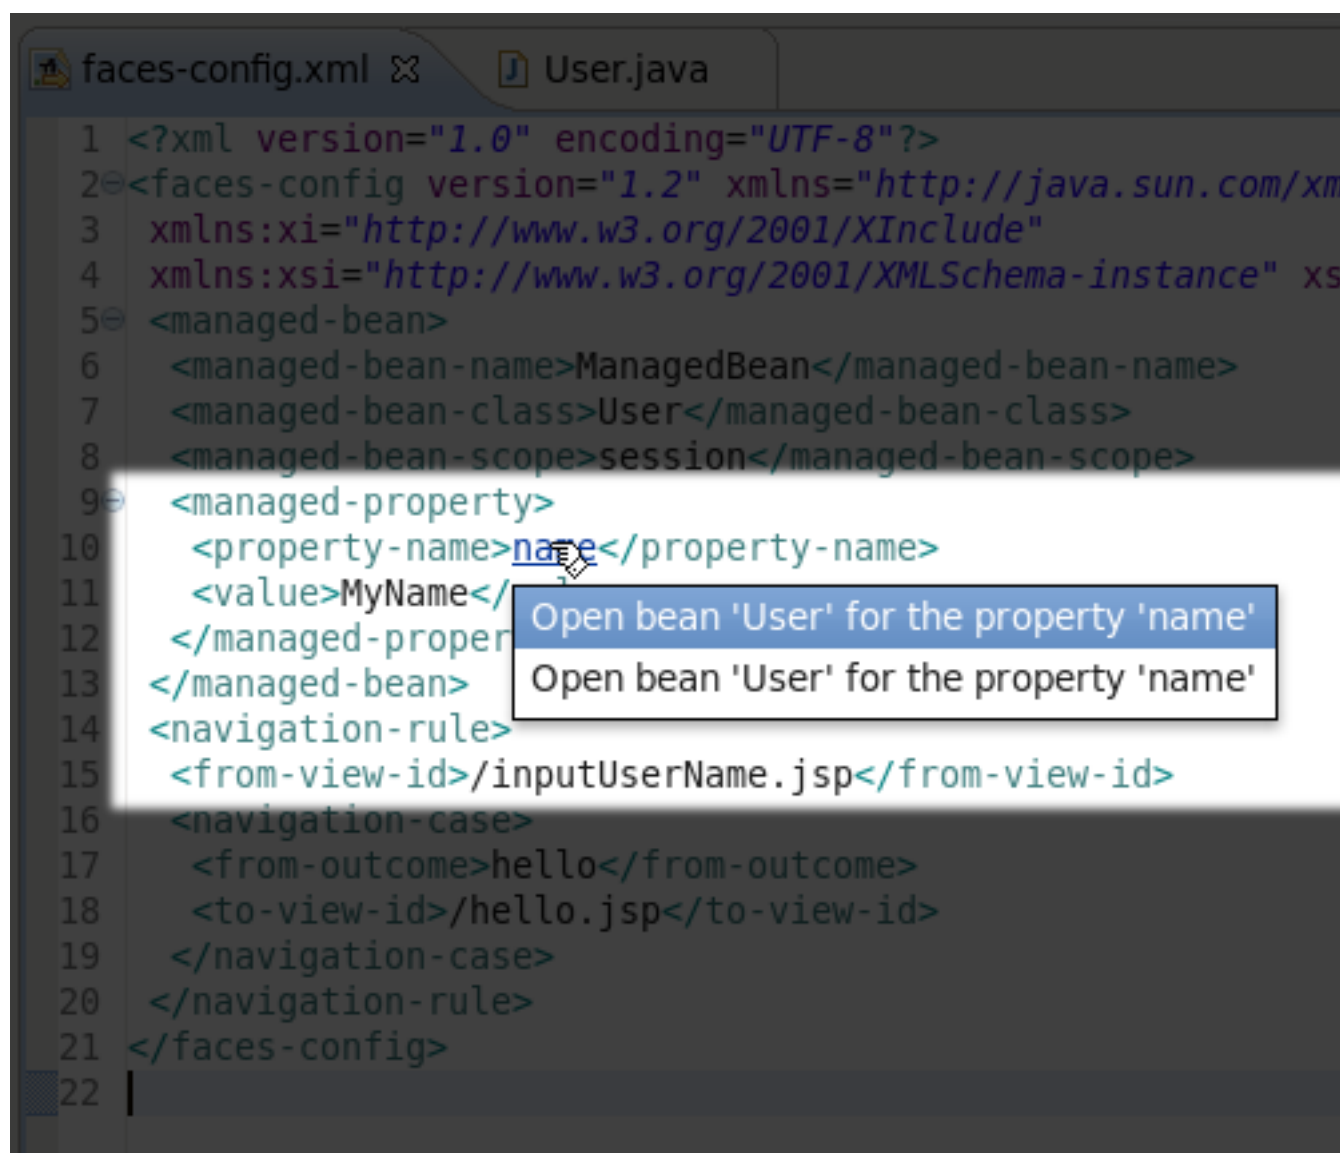 faces-config.xml User.java
1 <?xml version="1.0" encoding="UTF-8"?>
2 <faces-config version="1.2" xmlns="http://java.sun.com/xm
3 xmlns:xi="http://www.w3.org/2001/XInclude"
4 xmlns:xsi="http://www.w3.org/2001/XMLSchema-instance" xs
5 <managed-bean>
6 <managed-bean-name>ManagedBean</managed-bean-name>
7 <managed-bean-class>User</managed-bean-class>
8 <managed-bean-scope>session</managed-bean-scope>
9 <managed-property>
10 <property-name>name</property-name>
11 <value>MyName</
Open bean 'User' for the property 'name'
12 </managed-proper
Open bean 'User' for the property 'name'
13 </managed-bean>
14 <navigation-rule>
15 <from-view-id>/inputUserName.jsp</from-view-id>
16 <navigation-case>
17 <from-outcome>hello</from-outcome>
18 <to-view-id>/hello.jsp</to-view-id>
19 </navigation-case>
20 </navigation-rule>
21 </faces-config>
22